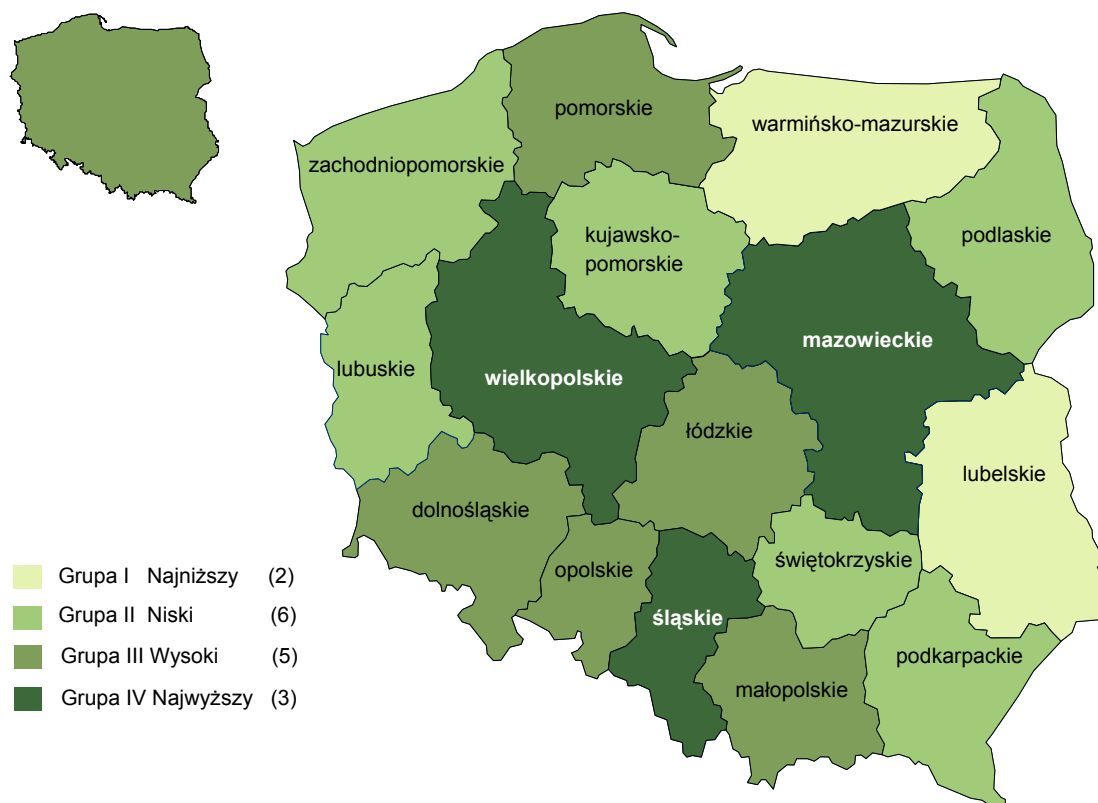 pomorskie
warmińsko-mazurskie
zachodniopomorskie
kujawsko-
pomorskie
podlaskie
mazowieckie
lubuskie
wielkopolskie
łódzkie
lubelskie
dolnośląskie
świętokrzyskie
opolskie
śląskie
podkarpackie
małopolskie
Grupa I Najniższy (2)
Grupa II Niski (6)
Grupa III Wysoki (5)
Grupa IV Najwyższy (3)